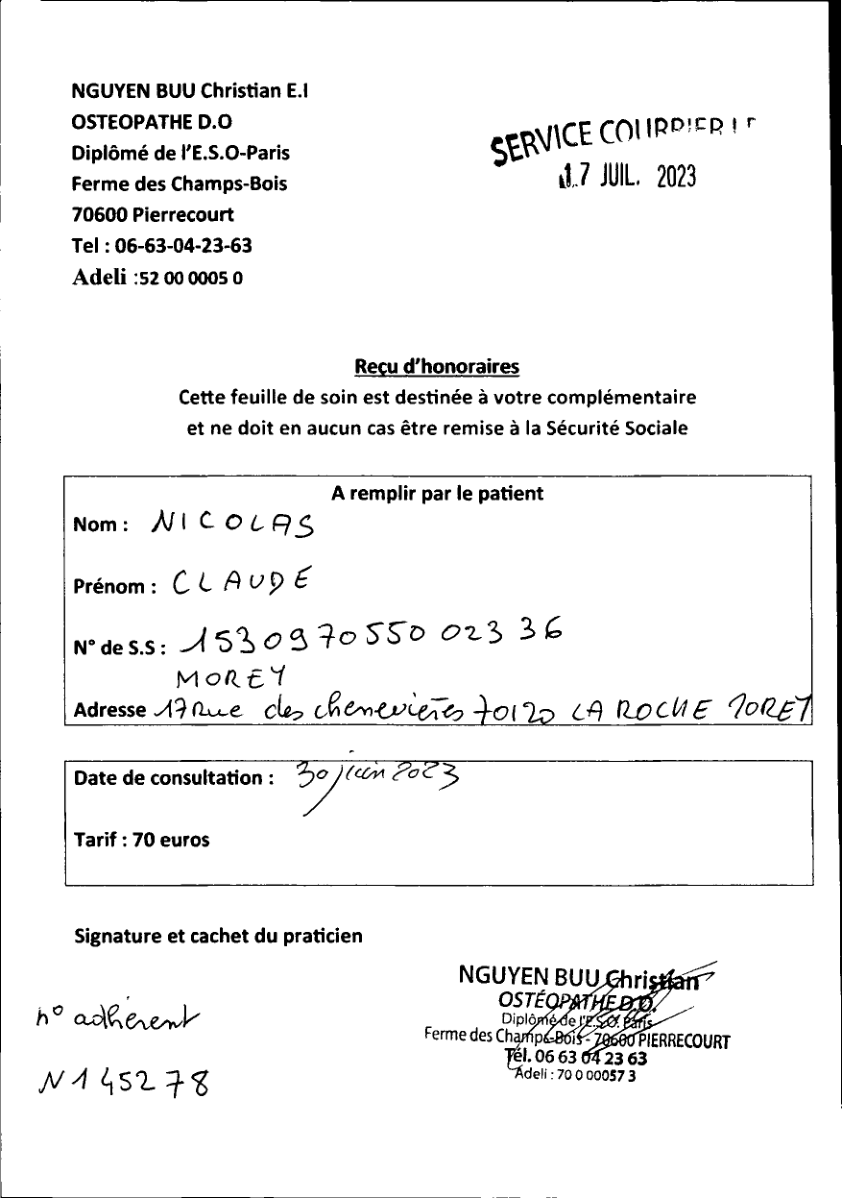 NGUYEN BUU Christian E.I
OSTEOPATHE D.O
Diplômé de l'E.S.O-Paris
Ferme des Champs-Bois
70600 Pierrecourt
Tel : 06-63-04-23-63
Adeli :52 00 0005 0
SERVICE COURRIER LE
17 JUIL. 2023
Reçu d'honoraires
Cette feuille de soin est destinée à votre complémentaire
et ne doit en aucun cas être remise à la Sécurité Sociale
A remplir par le patient
Nom : NICOLAS
Prénom : CLAUDE
N° de S.S : 1530970550 023 36
MOREY
Adresse 17 Rue des chenevières 70120 LA ROCHE MOREY
Date de consultation : 30 juin 2023
Tarif : 70 euros
Signature et cachet du praticien
n° adhérent
N145278
NGUYEN BUU Christian
OSTÉOPATHE D.O.
Diplômé de l'E.S.O. Paris
Ferme des Champs-Bois - 70600 PIERRECOURT
Tél. 06 63 04 23 63
Adeli : 70 0 00057 3